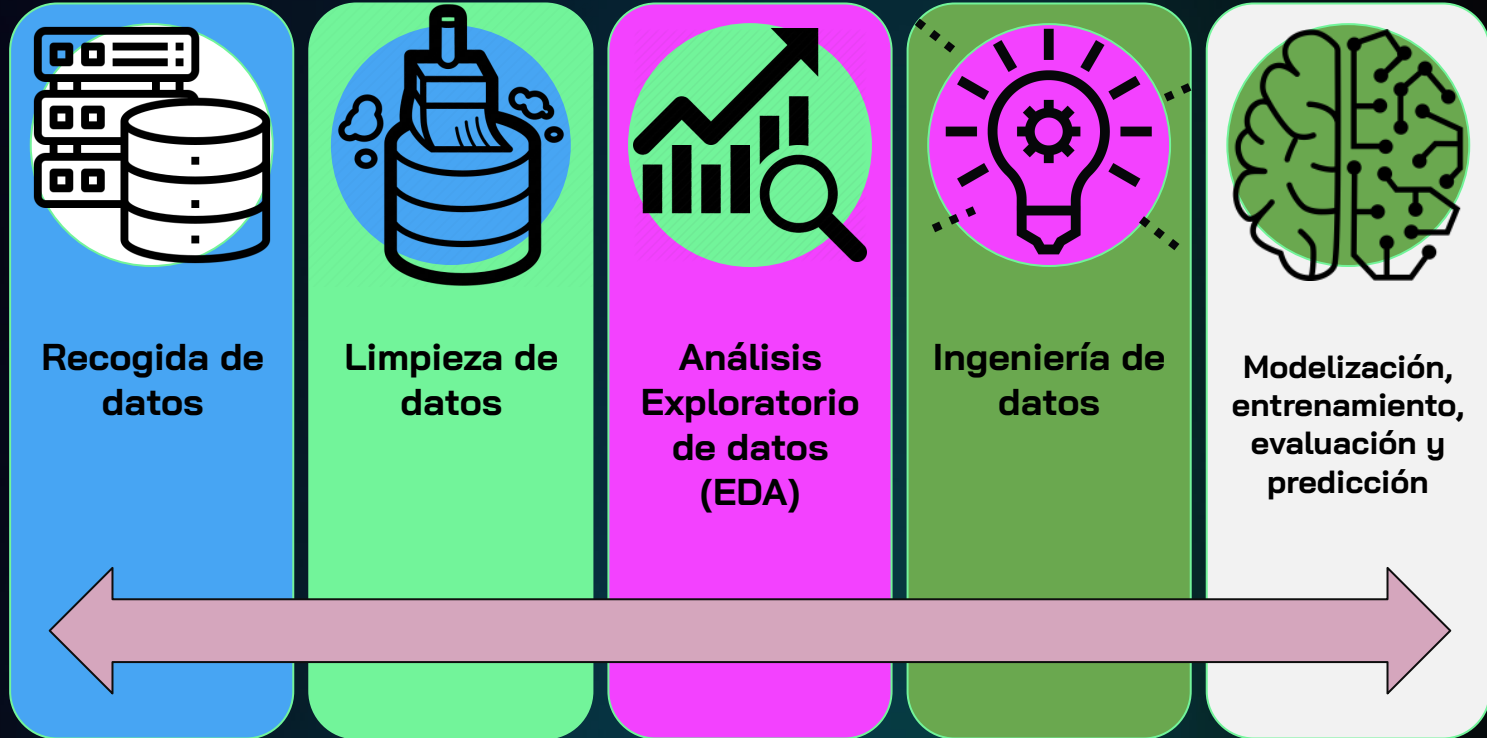 Recogida de
datos
Limpieza de
datos
Análisis
Exploratorio
de datos
(EDA)
Ingeniería de
datos
Modelización,
entrenamiento,
evaluación y
predicción